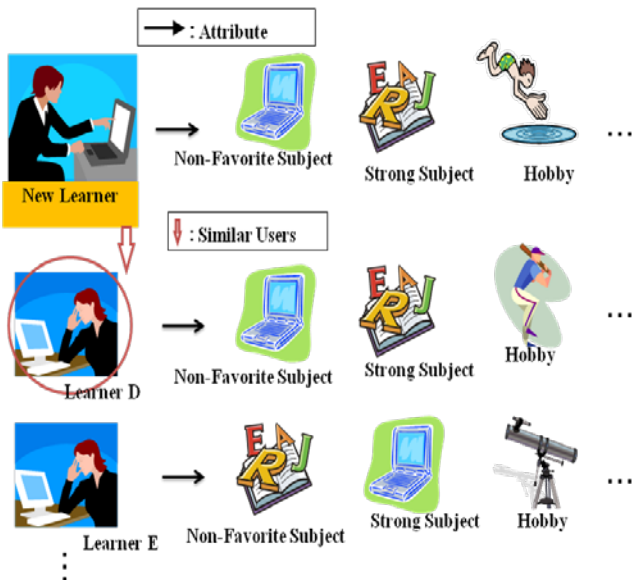 : Attribute
Non-Favorite Subject
Strong Subject
Hobby
...
New Learner
: Similar Users
Learner D
Non-Favorite Subject
Strong Subject
Hobby
...
E A J
R
Learner E
Non-Favorite Subject
Strong Subject
Hobby
...